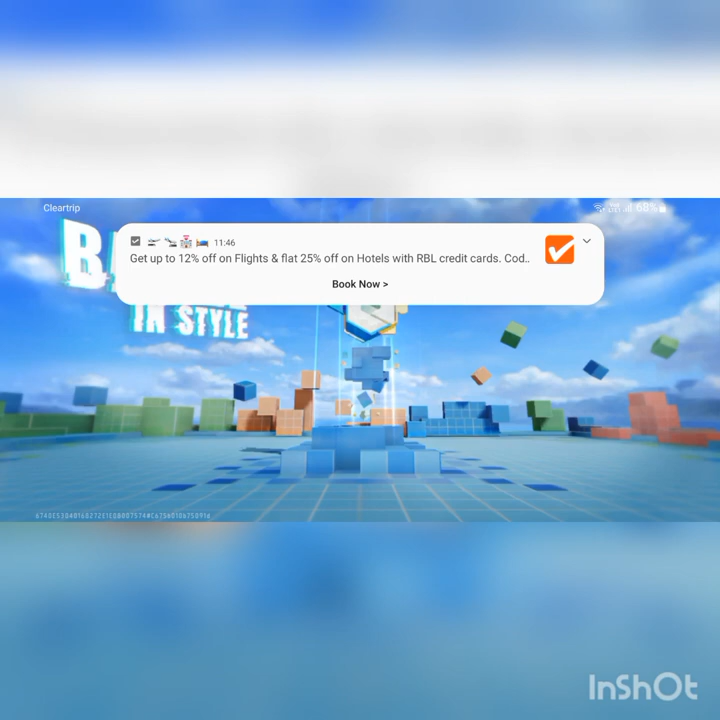 Cleartrip
68%
11:46
Get up to 12% off on Flights & flat 25% off on Hotels with RBL credit cards. Cod..
Book Now >
IN STYLE
InShOt